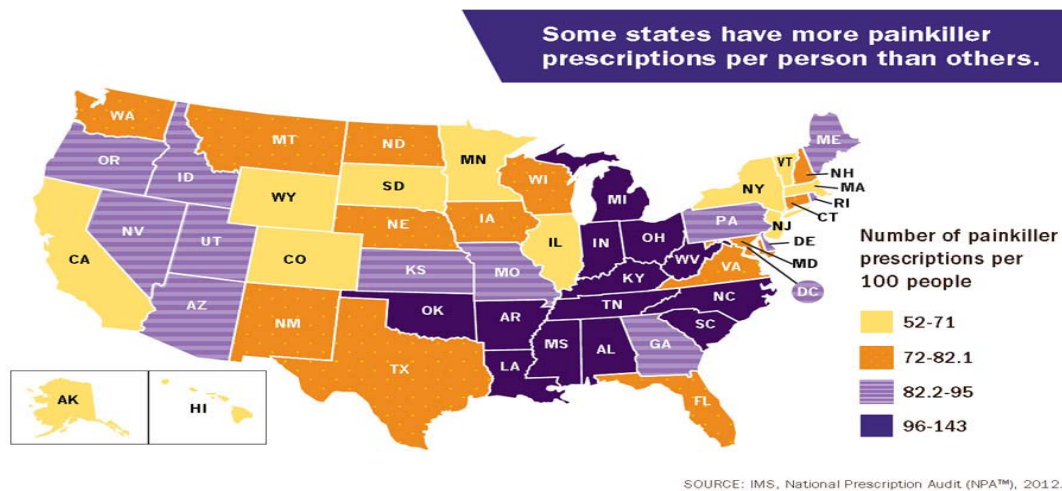 Some states have more painkiller
prescriptions per person than others.
WA
MT
ND
MN
ME
OR
ID
WY
SD
WI
MI
VT
NH
NY
MA
RI
CT
NV
UT
CO
NE
IA
IL
IN
OH
PA
NJ
DE
MD
DC
CA
KS
MO
KY
WV
VA
AZ
NM
OK
AR
TN
NC
SC
TX
LA
MS
AL
GA
FL
AK
HI
Number of painkiller
prescriptions per
100 people
52-71
72-82.1
82.2-95
96-143
SOURCE: IMS, National Prescription Audit (NPA™), 2012.